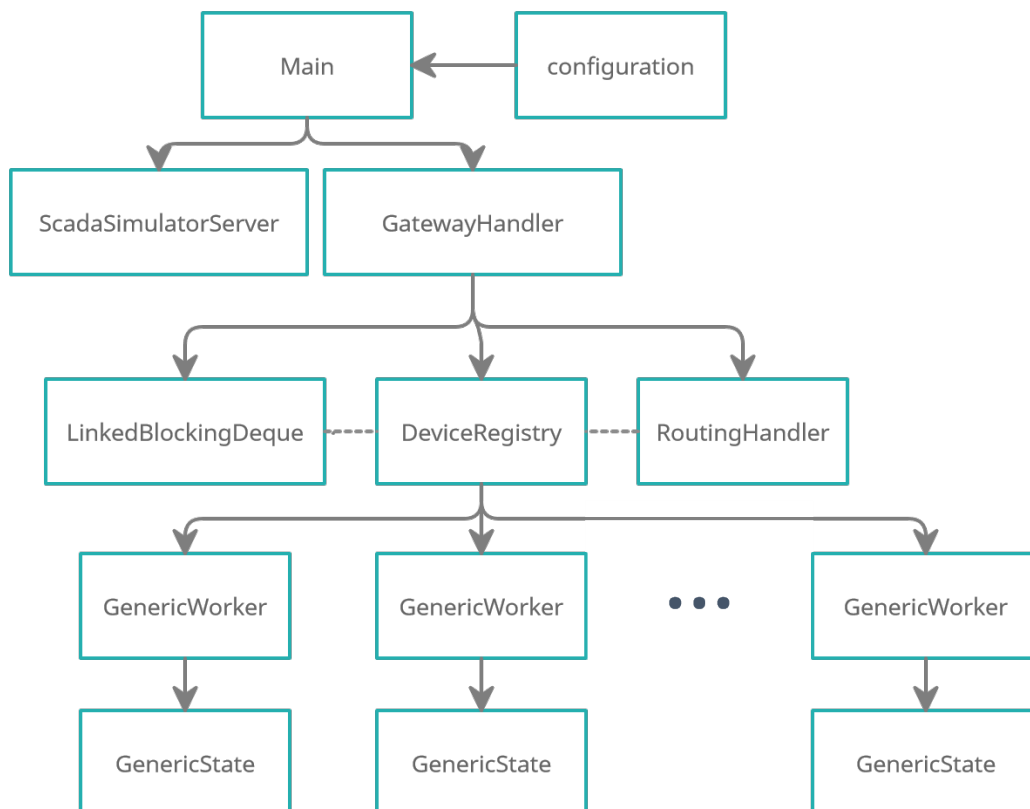 Main
configuration
ScadaSimulatorServer
GatewayHandler
LinkedBlockingDeque
DeviceRegistry
RoutingHandler
GenericWorker
GenericWorker
GenericWorker
GenericState
GenericState
GenericState